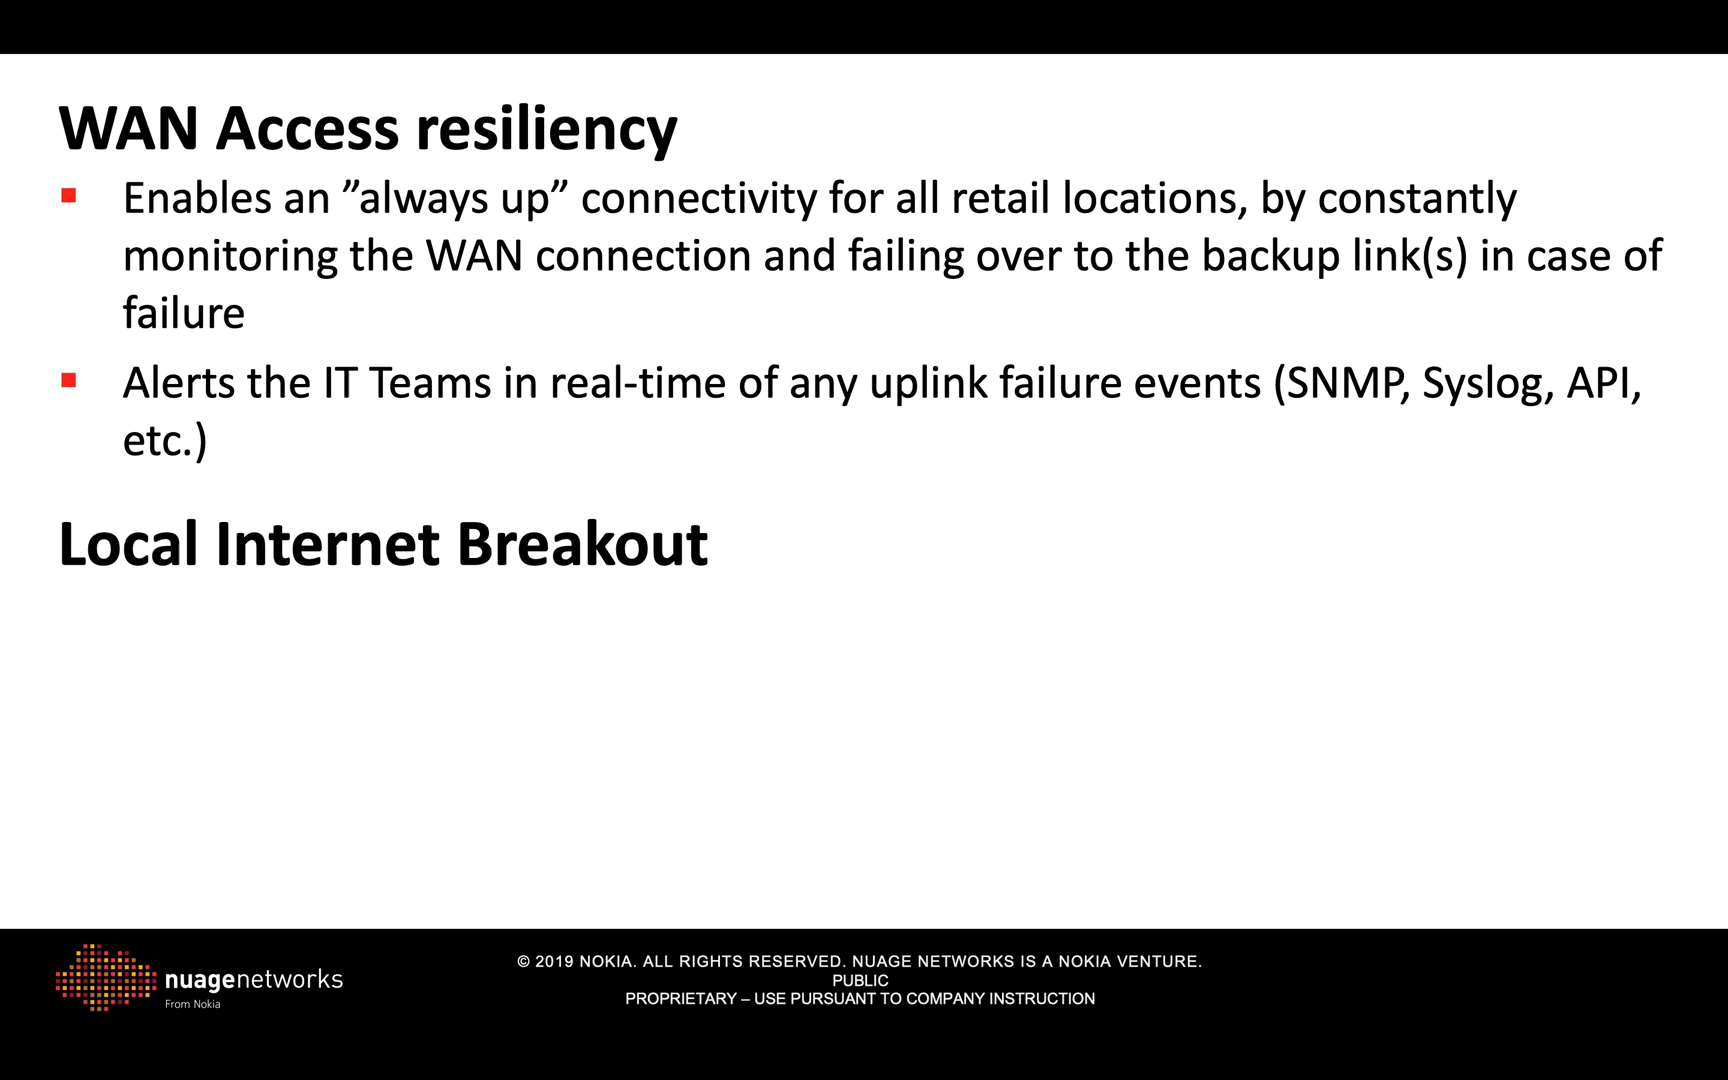 WAN Access resiliency
▪ Enables an ”always up” connectivity for all retail locations, by constantly
monitoring the WAN connection and failing over to the backup link(s) in case of
failure
▪ Alerts the IT Teams in real-time of any uplink failure events (SNMP, Syslog, API,
etc.)
Local Internet Breakout
nuagenetworks
From Nokia
© 2019 NOKIA. ALL RIGHTS RESERVED. NUAGE NETWORKS IS A NOKIA VENTURE.
PUBLIC
PROPRIETARY – USE PURSUANT TO COMPANY INSTRUCTION